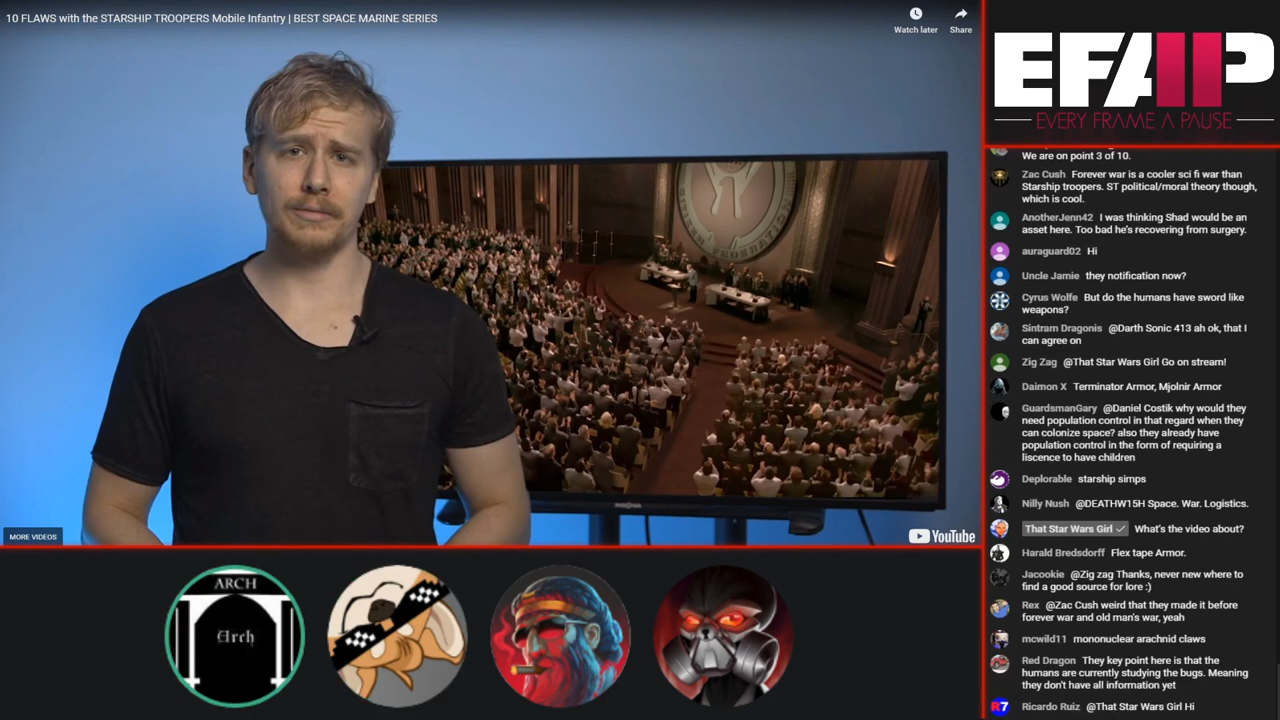 10 FLAWS with the STARSHIP TROOPERS Mobile Infantry | BEST SPACE MARINE SERIES
Watch later
Share
MORE VIDEOS
YouTube
ARCH
Arch
EFAP
EVERY FRAME A PAUSE
We are on point 3 of 10.
Zac Cush Forever war is a cooler sci fi war than
Starship troopers. ST political/moral theory though,
which is cool.
AnotherJenn42 I was thinking Shad would be an
asset here. Too bad he's recovering from surgery.
auraguard02 Hi
Uncle Jamie they notification now?
Cyrus Wolfe But do the humans have sword like
weapons?
Sintram Dragonis @Darth Sonic 413 ah ok, that I
can agree on
Zig Zag @That Star Wars Girl Go on stream!
Daimon X Terminator Armor, Mjolnir Armor
GuardsmanGary @Daniel Costik why would they
need population control in that regard when they
can colonize space? also they already have
population control in the form of requiring a
liscence to have children
Deplorable starship simps
Nilly Nush @DEATHW15H Space. War. Logistics.
That Star Wars Girl What's the video about?
Harald Bredsdorff Flex tape Armor.
Jacookie @Zig zag Thanks, never new where to
find a good source for lore :)
Rex @Zac Cush weird that they made it before
forever war and old man's war, yeah
mcwild11 mononuclear arachnid claws
Red Dragon They key point here is that the
humans are currently studying the bugs. Meaning
they don't have all information yet
R7
Ricardo Ruiz @That Star Wars Girl Hi